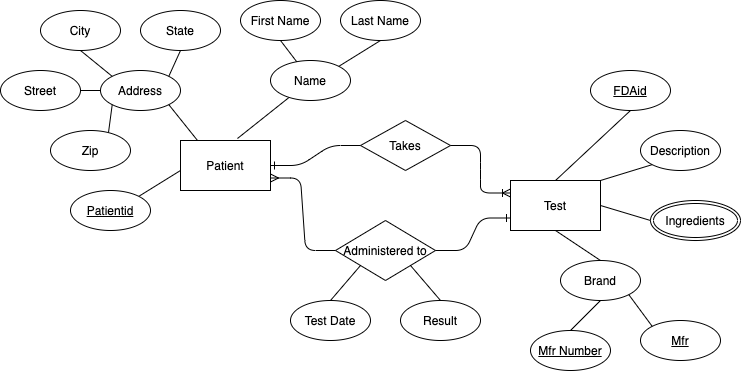 First Name
Last Name
City
State
Name
Street
Address
FDAid
Zip
Takes
Description
Patient
Patientid
Test
Ingredients
Administered to
Brand
Test Date
Result
Mfr Number
Mfr